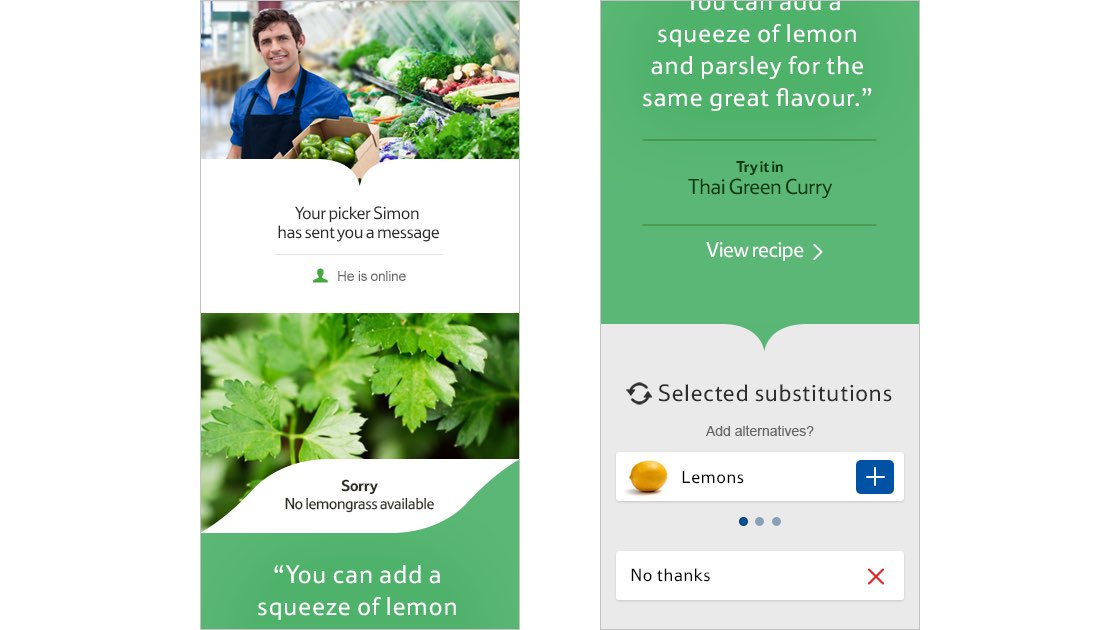 Your picker Simon
has sent you a message
He is online
Sorry
No lemongrass available
“You can add a
squeeze of lemon
You can add a
squeeze of lemon
and parsley for the
same great flavour.”
Try it in
Thai Green Curry
View recipe
Selected substitutions
Add alternatives?
Lemons
No thanks